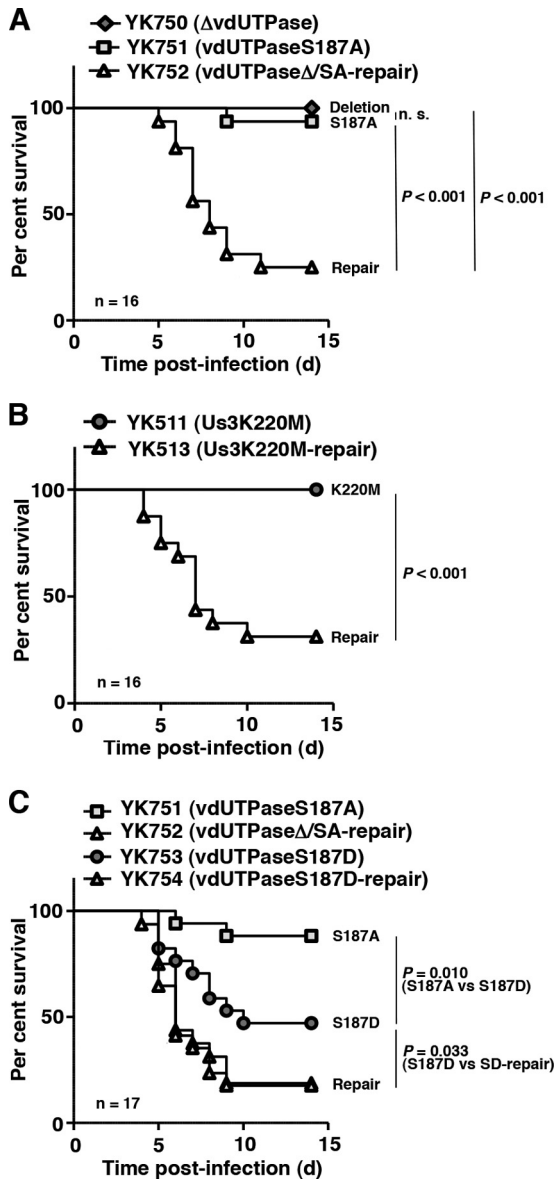 A
YK750 (ΔvdUTPase)
YK751 (vdUTPaseS187A)
YK752 (vdUTPaseΔ/SA-repair)
Per cent survival
100
50
0
Deletion
S187A
n. s.
P < 0.001
P < 0.001
Repair
n = 16
0 5 10 15
Time post-infection (d)
B
YK511 (Us3K220M)
YK513 (Us3K220M-repair)
Per cent survival
100
50
0
K220M
P < 0.001
Repair
n = 16
0 5 10 15
Time post-infection (d)
C
YK751 (vdUTPaseS187A)
YK752 (vdUTPaseΔ/SA-repair)
YK753 (vdUTPaseS187D)
YK754 (vdUTPaseS187D-repair)
Per cent survival
100
50
0
S187A
P = 0.010
(S187A vs S187D)
S187D
P = 0.033
(S187D vs SD-repair)
Repair
n = 17
0 5 10 15
Time post-infection (d)